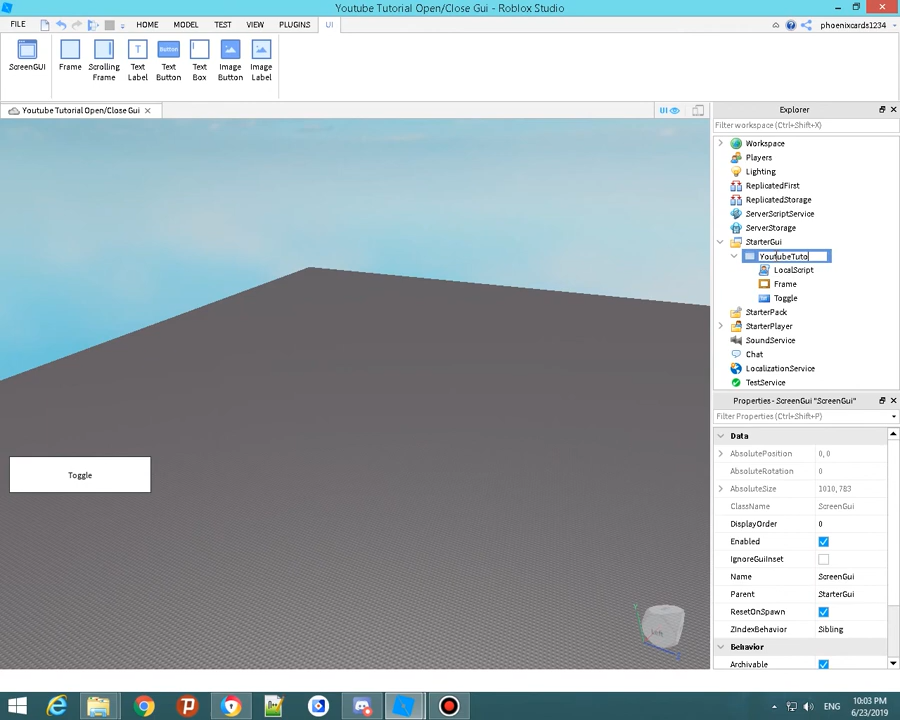 Youtube Tutorial Open/Close Gui - Roblox Studio
FILE HOME MODEL TEST VIEW PLUGINS UI phoenixcards1234
ScreenGUI Frame Scrolling Frame Text Label Text Button Text Box Image Button Image Label
Youtube Tutorial Open/Close Gui UI
Explorer
Filter workspace (Ctrl+Shift+X)
Workspace
Players
Lighting
ReplicatedFirst
ReplicatedStorage
ServerScriptService
ServerStorage
StarterGui
YoutubeTuto
LocalScript
Frame
Toggle
StarterPack
StarterPlayer
SoundService
Chat
LocalizationService
TestService
Properties - ScreenGui "ScreenGui"
Filter Properties (Ctrl+Shift+P)
Data
AbsolutePosition 0, 0
AbsoluteRotation 0
AbsoluteSize 1010, 783
ClassName ScreenGui
DisplayOrder 0
Enabled
IgnoreGuiInset
Name ScreenGui
Parent StarterGui
ResetOnSpawn
ZIndexBehavior Sibling
Behavior
Archivable
Toggle
ENG
10:03 PM
6/23/2019